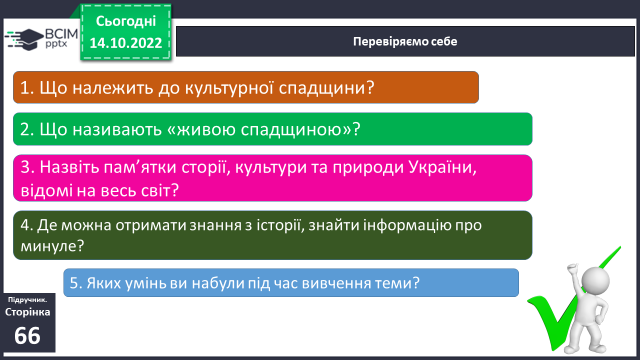 ВСІМ
pptx
Сьогодні
14.10.2022
Перевіряємо себе
1. Що належить до культурної спадщини?
2. Що називають «живою спадщиною»?
3. Назвіть пам’ятки сторії, культури та природи України,
відомі на весь світ?
4. Де можна отримати знання з історії, знайти інформацію про
минуле?
5. Яких умінь ви набули під час вивчення теми?
Підручник.
Сторінка
66